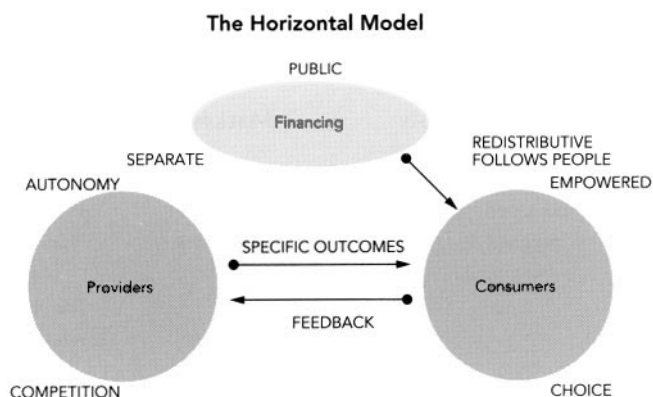 The Horizontal Model
PUBLIC
Financing
SEPARATE
REDISTRIBUTIVE
FOLLOWS PEOPLE
AUTONOMY
EMPOWERED
SPECIFIC OUTCOMES
Providers
Consumers
FEEDBACK
COMPETITION
CHOICE